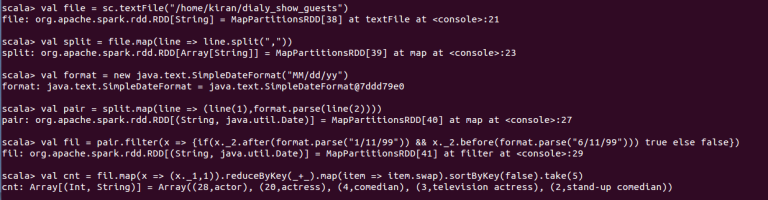 scala> val file = sc.textFile("/home/kiran/dialy_show_guests")
file: org.apache.spark.rdd.RDD[String] = MapPartitionsRDD[38] at textFile at <console>:21
scala> val split = file.map(line => line.split(","))
split: org.apache.spark.rdd.RDD[Array[String]] = MapPartitionsRDD[39] at map at <console>:23
scala> val format = new java.text.SimpleDateFormat("MM/dd/yy")
format: java.text.SimpleDateFormat = java.text.SimpleDateFormat@7ddd79e0
scala> val pair = split.map(line => (line(1),format.parse(line(2))))
pair: org.apache.spark.rdd.RDD[(String, java.util.Date)] = MapPartitionsRDD[40] at map at <console>:27
scala> val fil = pair.filter(x => {if(x._2.after(format.parse("1/11/99")) && x._2.before(format.parse("6/11/99"))) true else false})
fil: org.apache.spark.rdd.RDD[(String, java.util.Date)] = MapPartitionsRDD[41] at filter at <console>:29
scala> val cnt = fil.map(x => (x._1,1)).reduceByKey(_+_).map(item => item.swap).sortByKey(false).take(5)
cnt: Array[(Int, String)] = Array((28,actor), (20,actress), (4,comedian), (3,television actress), (2,stand-up comedian))